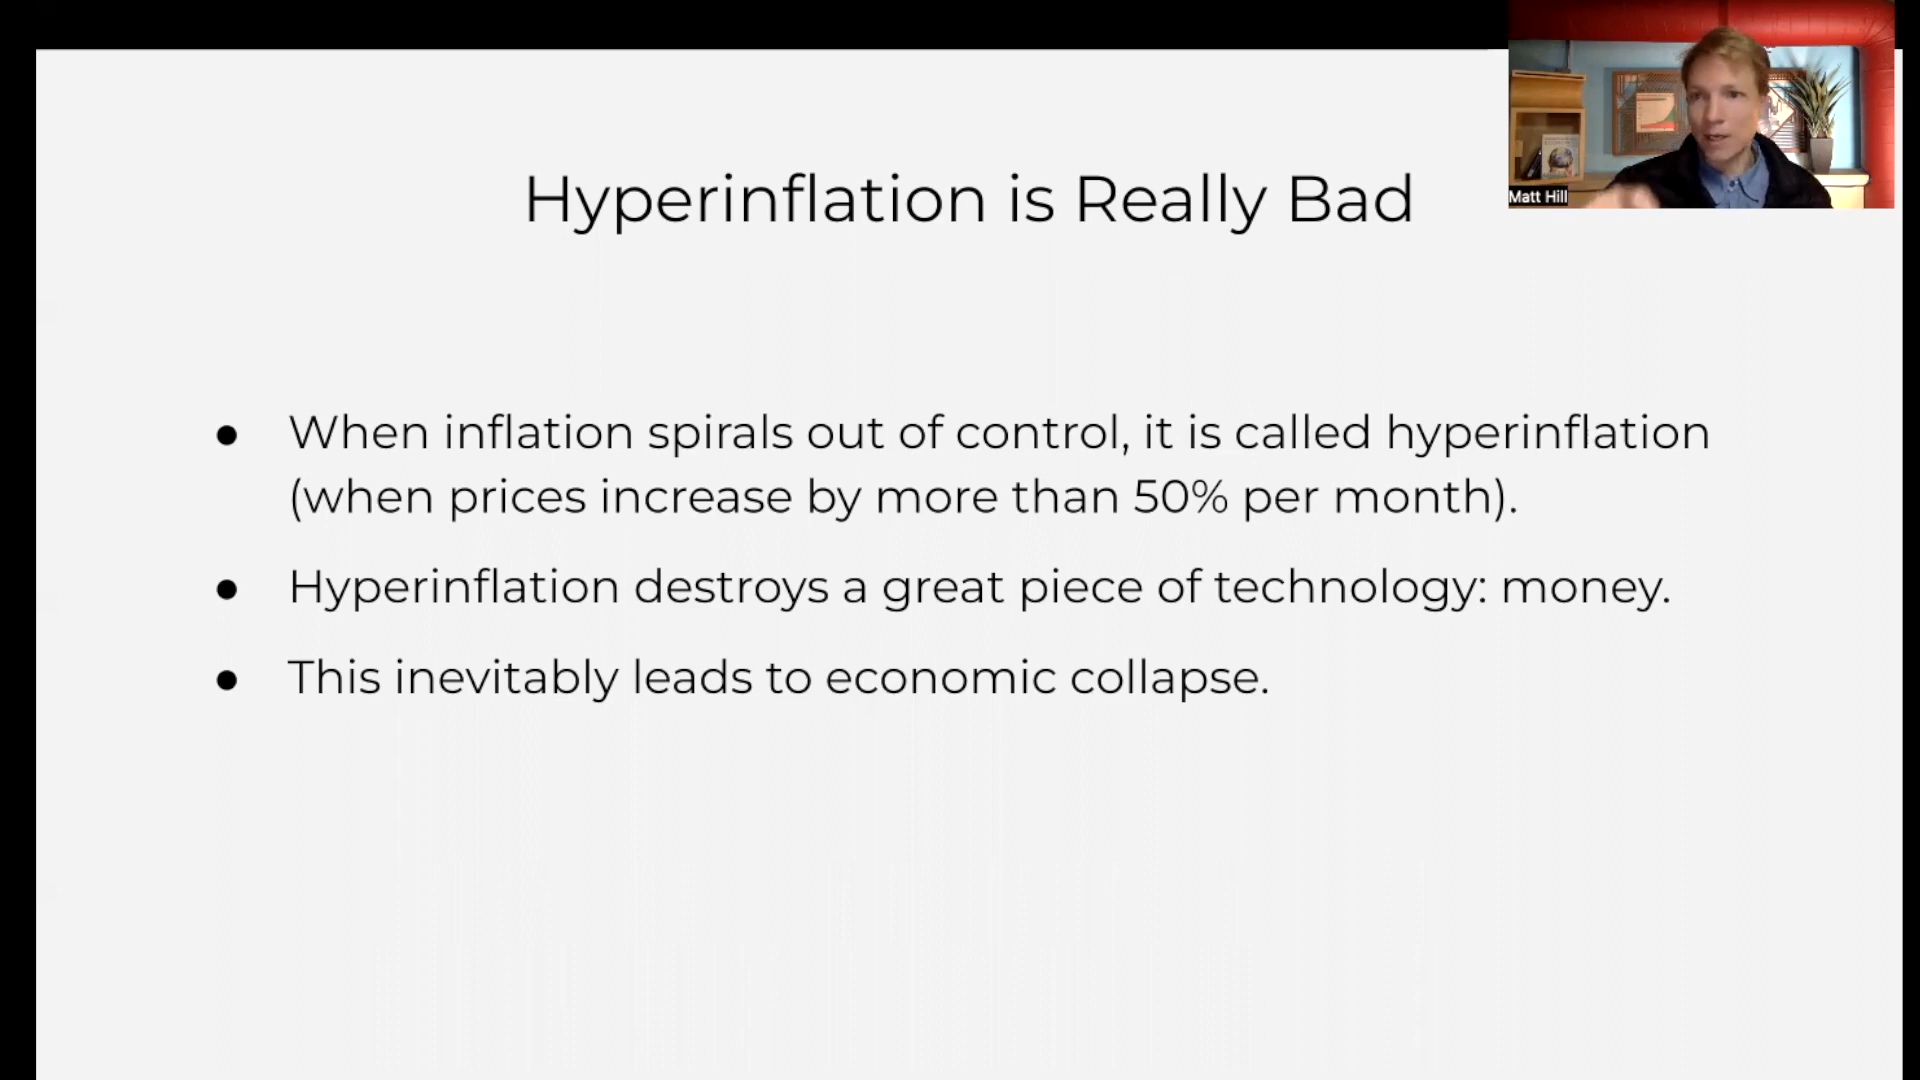 Hyperinflation is Really Bad
Matt Hill
● When inflation spirals out of control, it is called hyperinflation
(when prices increase by more than 50% per month).
● Hyperinflation destroys a great piece of technology: money.
● This inevitably leads to economic collapse.